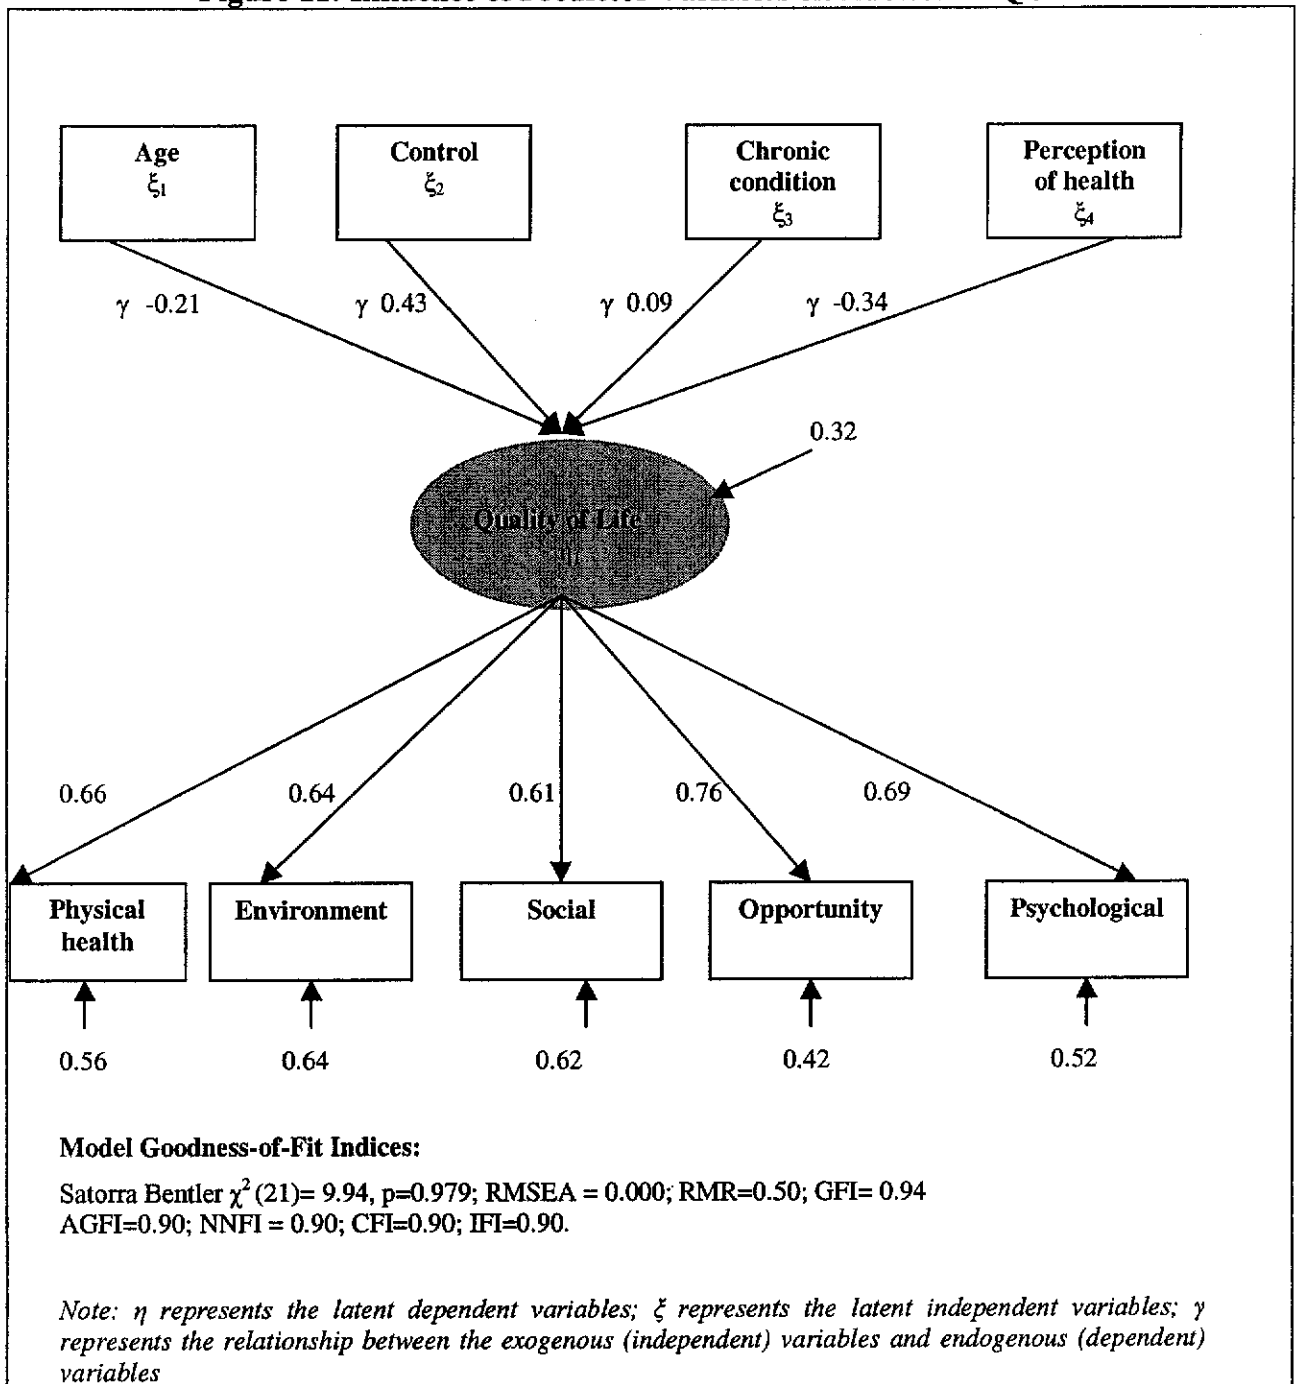 Age
ξ1
Control
ξ2
Chronic
condition
ξ3
Perception
of health
ξ4
γ -0.21
γ 0.43
γ 0.09
γ -0.34
0.32
Quality of Life
η
0.66
0.64
0.61
0.76
0.69
Physical
health
Environment
Social
Opportunity
Psychological
0.56
0.64
0.62
0.42
0.52
Model Goodness-of-Fit Indices:
Satorra Bentler χ² (21)= 9.94, p=0.979; RMSEA = 0.000; RMR=0.50; GFI= 0.94
AGFI=0.90; NNFI = 0.90; CFI=0.90; IFI=0.90.
Note: η represents the latent dependent variables; ξ represents the latent independent variables; γ
represents the relationship between the exogenous (independent) variables and endogenous (dependent)
variables